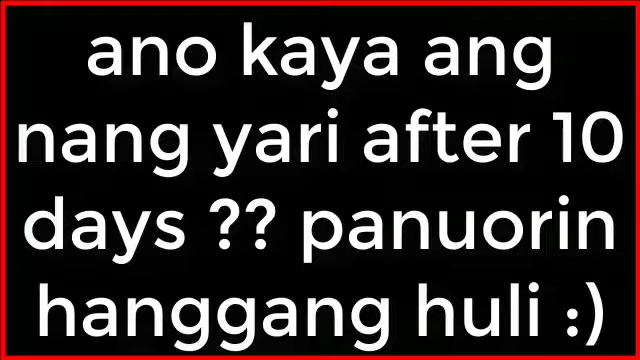 ano kaya ang
nang yari after 10
days ?? panuorin
hanggang huli :)